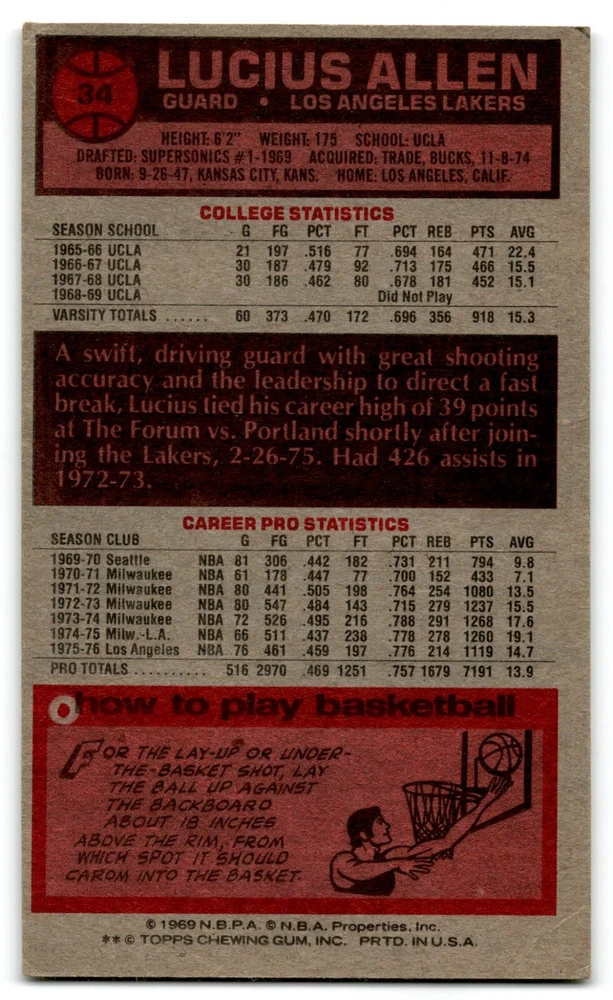 34
LUCIUS ALLEN
GUARD • LOS ANGELES LAKERS
HEIGHT: 6'2" WEIGHT: 175 SCHOOL: UCLA
DRAFTED: SUPERSONICS #1-1969 ACQUIRED: TRADE, BUCKS, 11-8-74
BORN: 9-26-47, KANSAS CITY, KANS. HOME: LOS ANGELES, CALIF.
COLLEGE STATISTICS
SEASON SCHOOL G FG PCT FT PCT REB PTS AVG
1965-66 UCLA 21 197 .516 77 .694 164 471 22.4
1966-67 UCLA 30 187 .479 92 .713 175 466 15.5
1967-68 UCLA 30 186 .462 80 .678 181 452 15.1
1968-69 UCLA Did Not Play
VARSITY TOTALS ...... 60 373 .470 172 .696 356 918 15.3
A swift, driving guard with great shooting
accuracy and the leadership to direct a fast
break, Lucius tied his career high of 39 points
at The Forum vs. Portland shortly after join-
ing the Lakers, 2-26-75. Had 426 assists in
1972-73.
CAREER PRO STATISTICS
SEASON CLUB G FG PCT FT PCT REB PTS AVG
1969-70 Seattle NBA 81 306 .442 182 .731 211 794 9.8
1970-71 Milwaukee NBA 61 178 .447 77 .700 152 433 7.1
1971-72 Milwaukee NBA 80 441 .505 198 .764 254 1080 13.5
1972-73 Milwaukee NBA 80 547 .484 143 .715 279 1237 15.5
1973-74 Milwaukee NBA 72 526 .495 216 .788 291 1268 17.6
1974-75 Milw.-L.A. NBA 66 511 .437 238 .778 278 1260 19.1
1975-76 Los Angeles NBA 76 461 .459 197 .776 214 1119 14.7
PRO TOTALS .......... 516 2970 .469 1251 .757 1679 7191 13.9
how to play basketball
FOR THE LAY-UP OR UNDER-
THE-BASKET SHOT, LAY
THE BALL UP AGAINST
THE BACKBOARD
ABOUT 18 INCHES
ABOVE THE RIM, FROM
WHICH SPOT IT SHOULD
CAROM INTO THE BASKET.
© 1969 N.B.P.A. © N.B.A. Properties, Inc.
** © TOPPS CHEWING GUM, INC. PRTD. IN U.S.A.